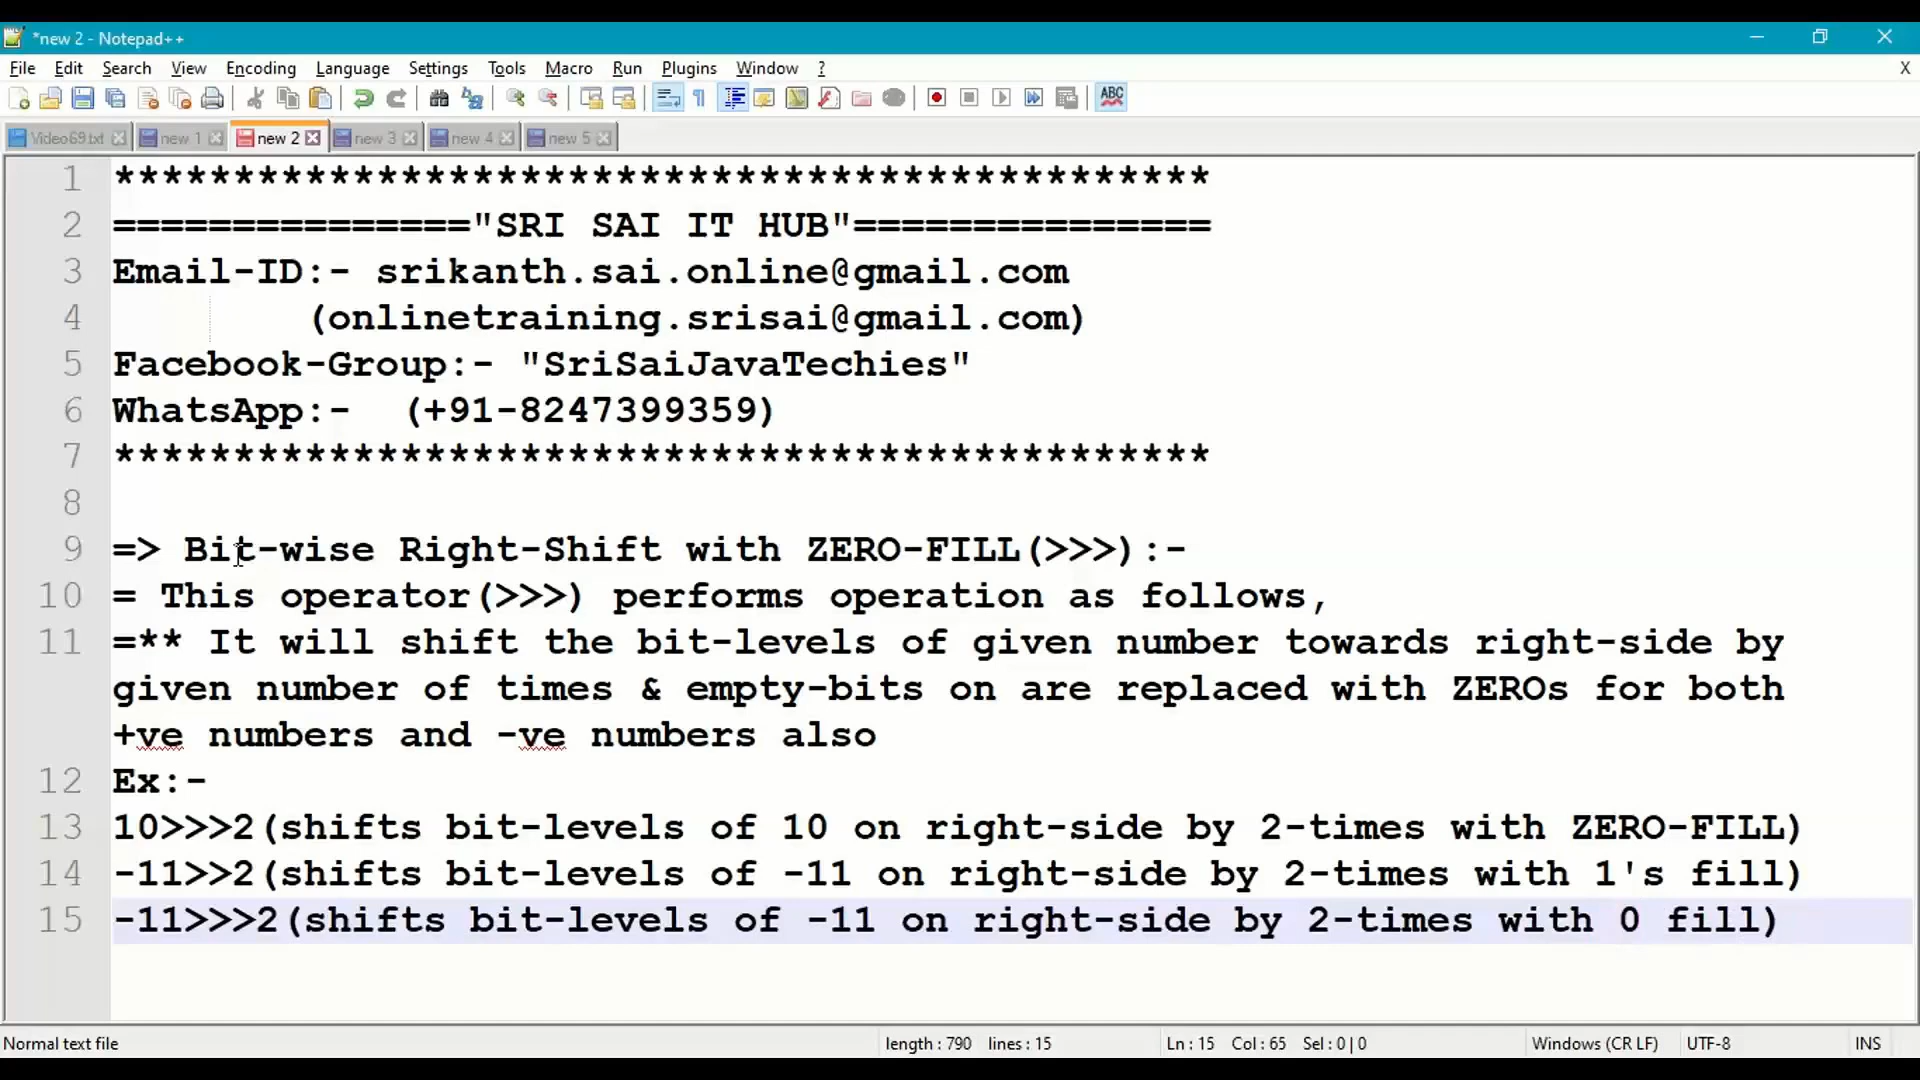 *new 2 - Notepad++
File Edit Search View Encoding Language Settings Tools Macro Run Plugins Window ? X
ABC
Video69.txt new 1 new 2 new 3 new 4 new 5
1 **********************************************
2 ==============="SRI SAI IT HUB"===============
3 Email-ID:- srikanth.sai.online@gmail.com
4 (onlinetraining.srisai@gmail.com)
5 Facebook-Group:- "SriSaiJavaTechies"
6 WhatsApp:- (+91-8247399359)
7 **********************************************
8
9 => Bit-wise Right-Shift with ZERO-FILL(>>>):-
10 = This operator(>>>) performs operation as follows,
11 =** It will shift the bit-levels of given number towards right-side by
given number of times & empty-bits on are replaced with ZEROs for both
+ve numbers and -ve numbers also
12 Ex:-
13 10>>>2(shifts bit-levels of 10 on right-side by 2-times with ZERO-FILL)
14 -11>>2(shifts bit-levels of -11 on right-side by 2-times with 1's fill)
15 -11>>>2(shifts bit-levels of -11 on right-side by 2-times with 0 fill)
Normal text file length : 790 lines : 15 Ln : 15 Col : 65 Sel : 0 | 0 Windows (CR LF) UTF-8 INS